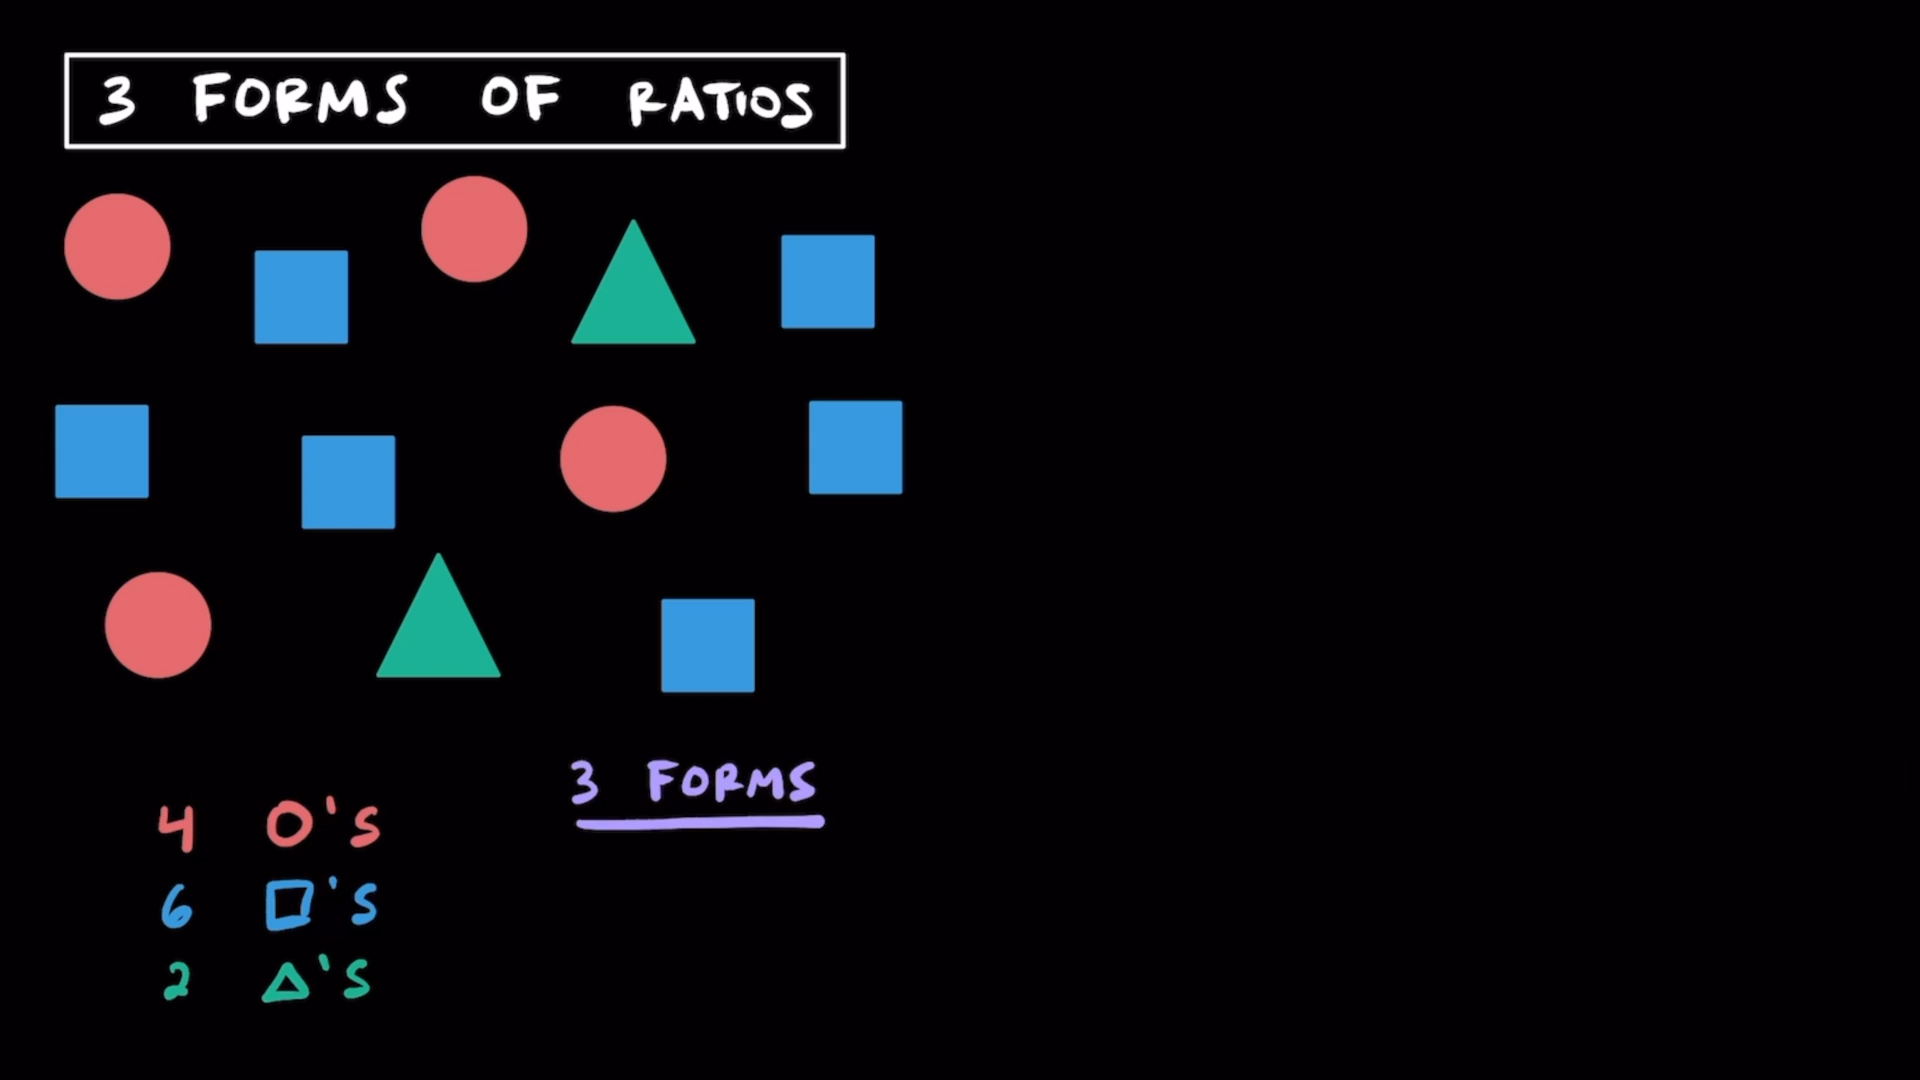 3 FORMS OF RATIOS
3 FORMS
4 O's
6 □'s
2 △'s